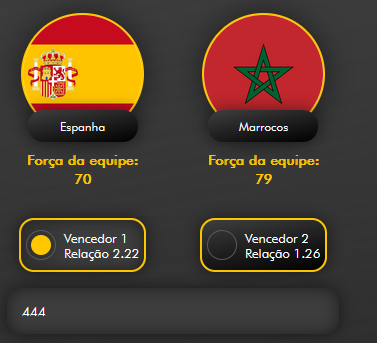 Espanha
Marrocos
Força da equipe:
70
Força da equipe:
79
Vencedor 1
Relação 2.22
Vencedor 2
Relação 1.26
444